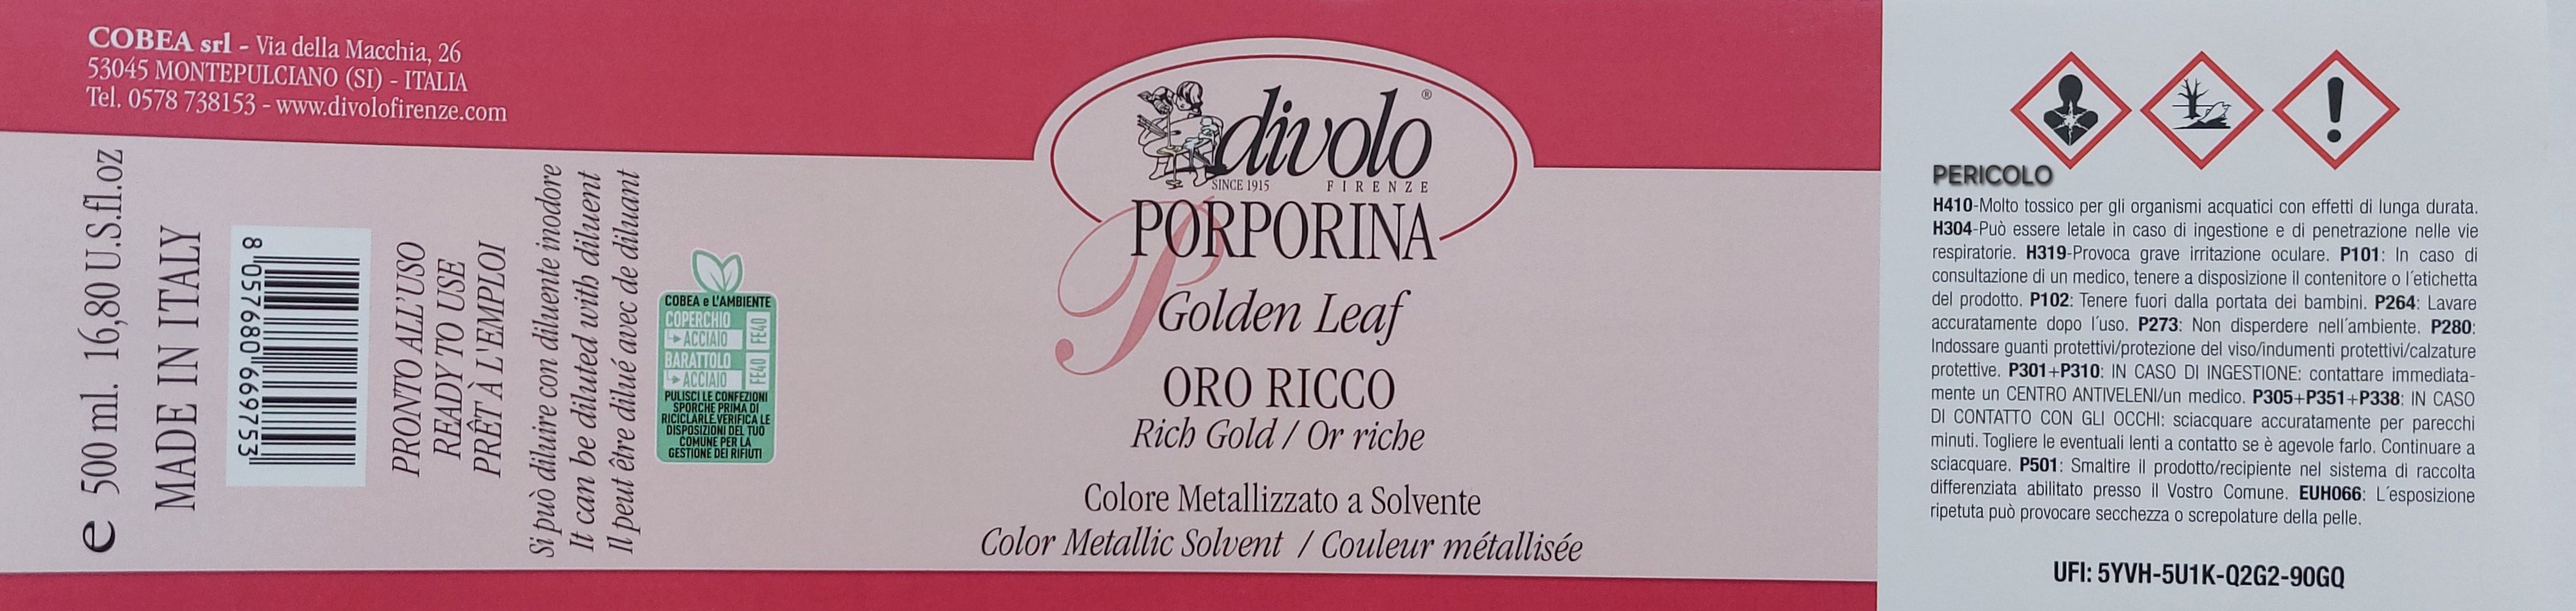 COBEA srl - Via della Macchia, 26
53045 MONTEPULCIANO (SI) - ITALIA
Tel. 0578 738153 - www.divolofirenze.com
e 500 ml. 16,80 U.S.fl.oz
MADE IN ITALY
8 057680 669753
PRONTO ALL'USO
READY TO USE
PRÊT À L'EMPLOI
Si può diluire con diluente inodore
It can be diluted with diluent
Il peut être dilué avec de diluant
COBEA e L'AMBIENTE
COPERCHIO
ACCIAIO
FE40
BARATTOLO
ACCIAIO
FE40
PULISCI LE CONFEZIONI
SPORCHE PRIMA DI
RICICLARLE.VERIFICA LE
DISPOSIZIONI DEL TUO
COMUNE PER LA
GESTIONE DEI RIFIUTI
divolo ®
SINCE 1915 FIRENZE
P
PORPORINA
Golden Leaf
ORO RICCO
Rich Gold / Or riche
Colore Metallizzato a Solvente
Color Metallic Solvent / Couleur métallisée
PERICOLO
H410-Molto tossico per gli organismi acquatici con effetti di lunga durata.
H304-Può essere letale in caso di ingestione e di penetrazione nelle vie
respiratorie. H319-Provoca grave irritazione oculare. P101: In caso di
consultazione di un medico, tenere a disposizione il contenitore o l´etichetta
del prodotto. P102: Tenere fuori dalla portata dei bambini. P264: Lavare
accuratamente dopo l´uso. P273: Non disperdere nell´ambiente. P280:
Indossare guanti protettivi/protezione del viso/indumenti protettivi/calzature
protettive. P301+P310: IN CASO DI INGESTIONE: contattare immediata-
mente un CENTRO ANTIVELENI/un medico. P305+P351+P338: IN CASO
DI CONTATTO CON GLI OCCHI: sciacquare accuratamente per parecchi
minuti. Togliere le eventuali lenti a contatto se è agevole farlo. Continuare a
sciacquare. P501: Smaltire il prodotto/recipiente nel sistema di raccolta
differenziata abilitato presso il Vostro Comune. EUH066: L´esposizione
ripetuta può provocare secchezza o screpolature della pelle.
UFI: 5YVH-5U1K-Q2G2-90GQ